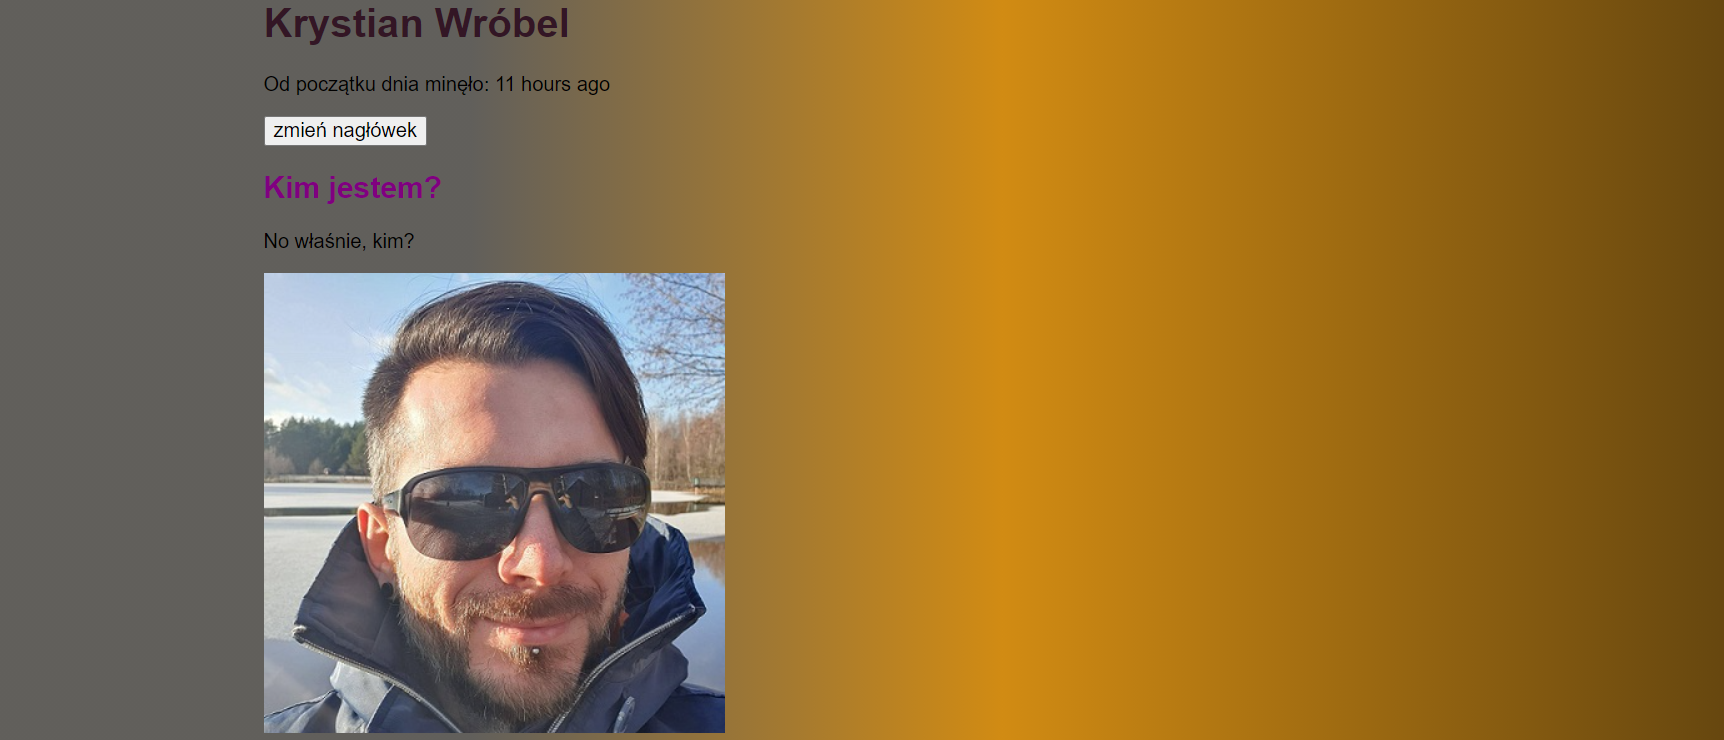 Krystian Wróbel
Od początku dnia minęło: 11 hours ago
zmień nagłówek
Kim jestem?
No właśnie, kim?